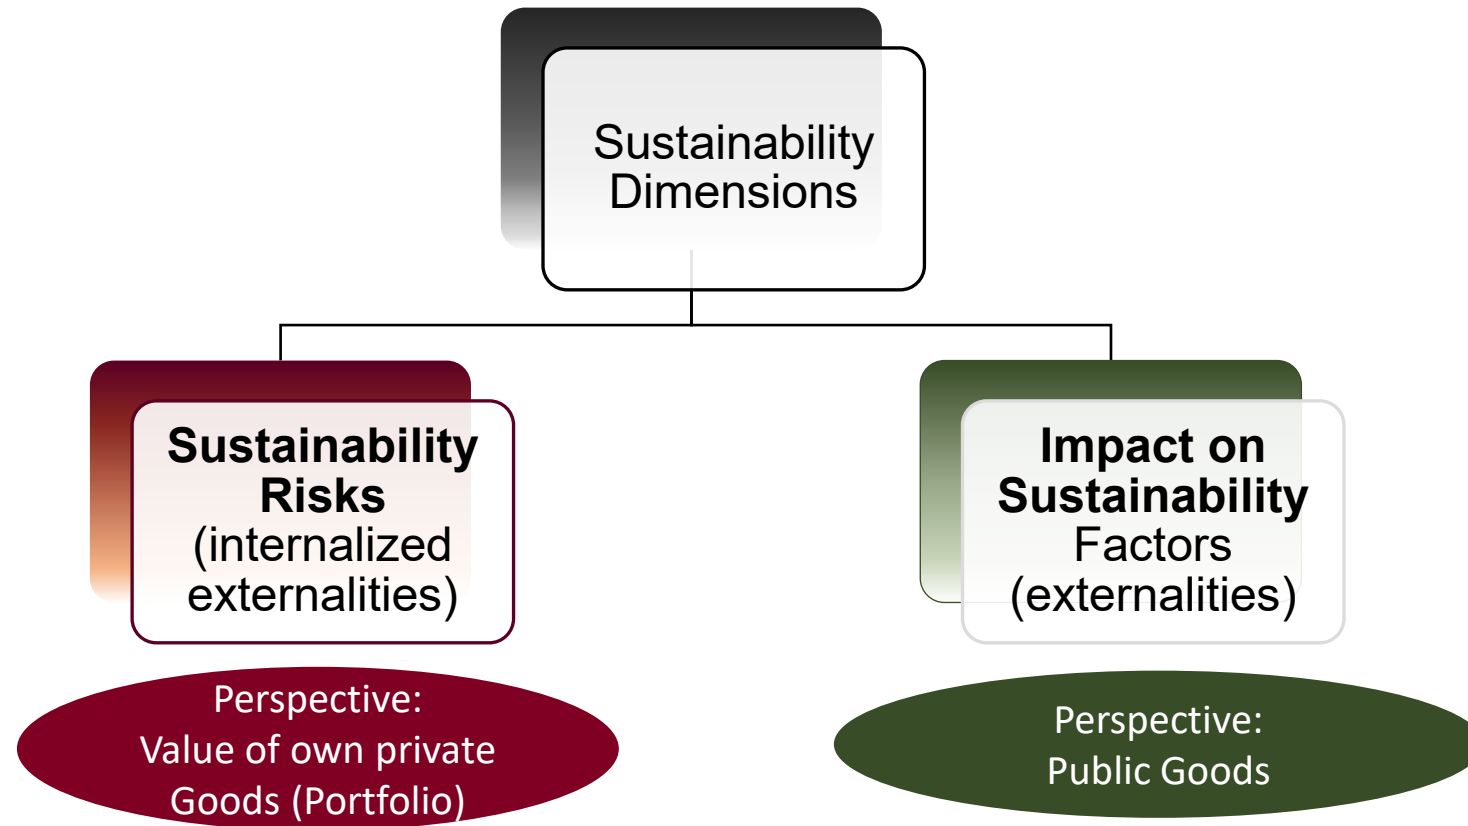 Sustainability
Dimensions
Sustainability
Risks
(internalized
externalities)
Impact on
Sustainability
Factors
(externalities)
Perspective:
Value of own private
Goods (Portfolio)
Perspective:
Public Goods